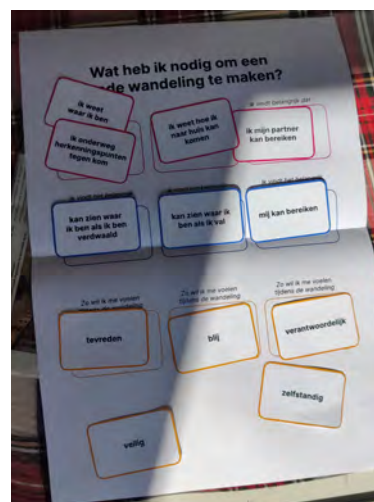 Wat heb ik nodig om een
de wandeling te maken?
ik weet
waar ik ben
ik onderweg
herkenningspunten
tegen kom
ik weet hoe ik
naar huis kan
komen
ik vindt belangrijk dat
ik mijn partner
kan bereiken
kan zien waar
ik ben als ik ben
verdwaald
kan zien waar ik
ben als ik val
mij kan bereiken
Zo wil ik me voelen
tijdens de wandeling
tevreden
Zo wil ik me voelen
tijdens de wandeling
blij
Zo wil ik me voelen
tijdens de wandeling
verantwoordelijk
zelfstandig
veilig